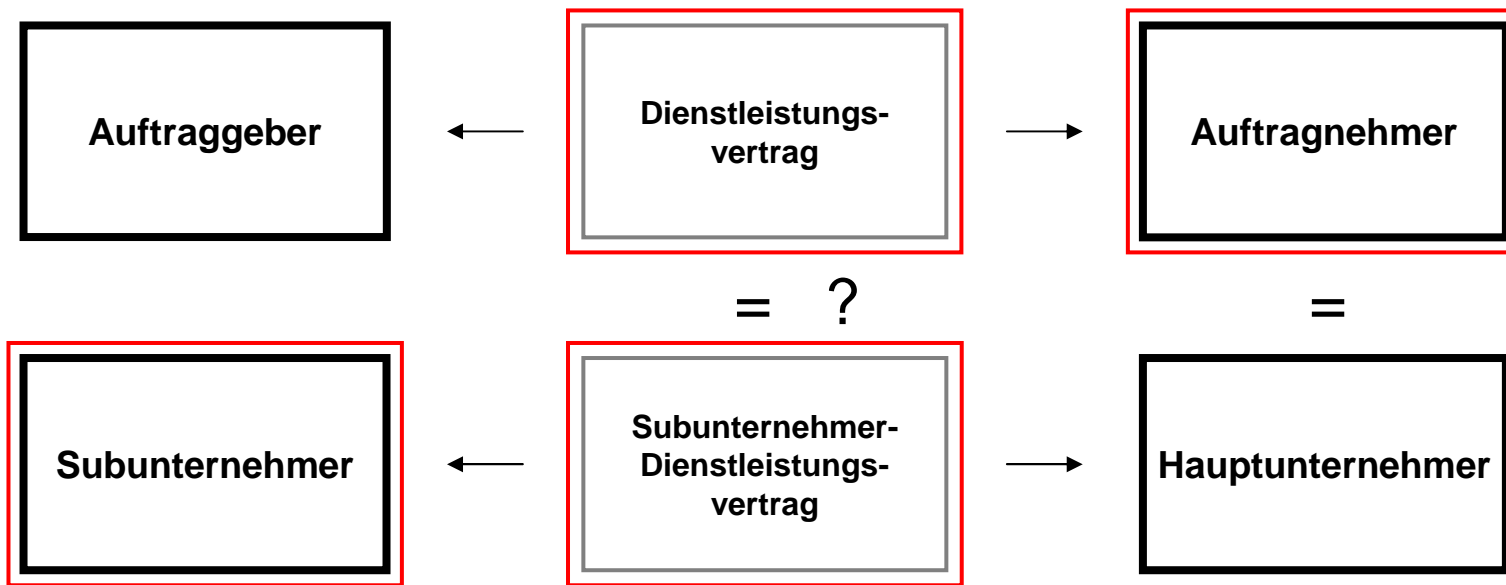 Auftraggeber
Dienstleistungs-
vertrag
Auftragnehmer
= ?
=
Subunternehmer
Subunternehmer-
Dienstleistungs-
vertrag
Hauptunternehmer